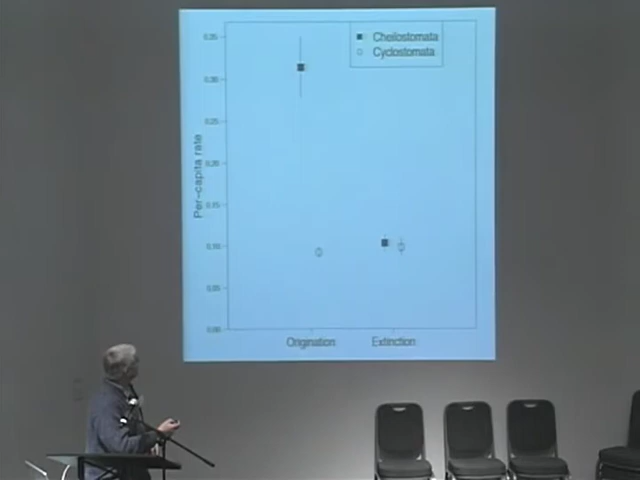 Cheilostomata
Cyclostomata
Per-capita rate
0.35
0.30
0.25
0.20
0.15
0.10
0.05
0.00
Origination
Extinction